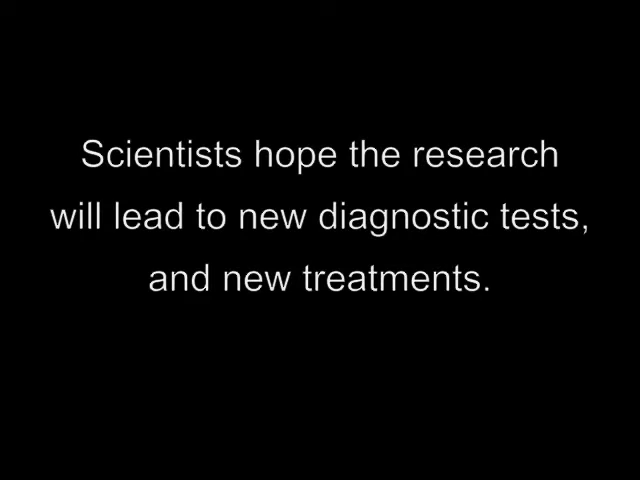 Scientists hope the research
will lead to new diagnostic tests,
and new treatments.